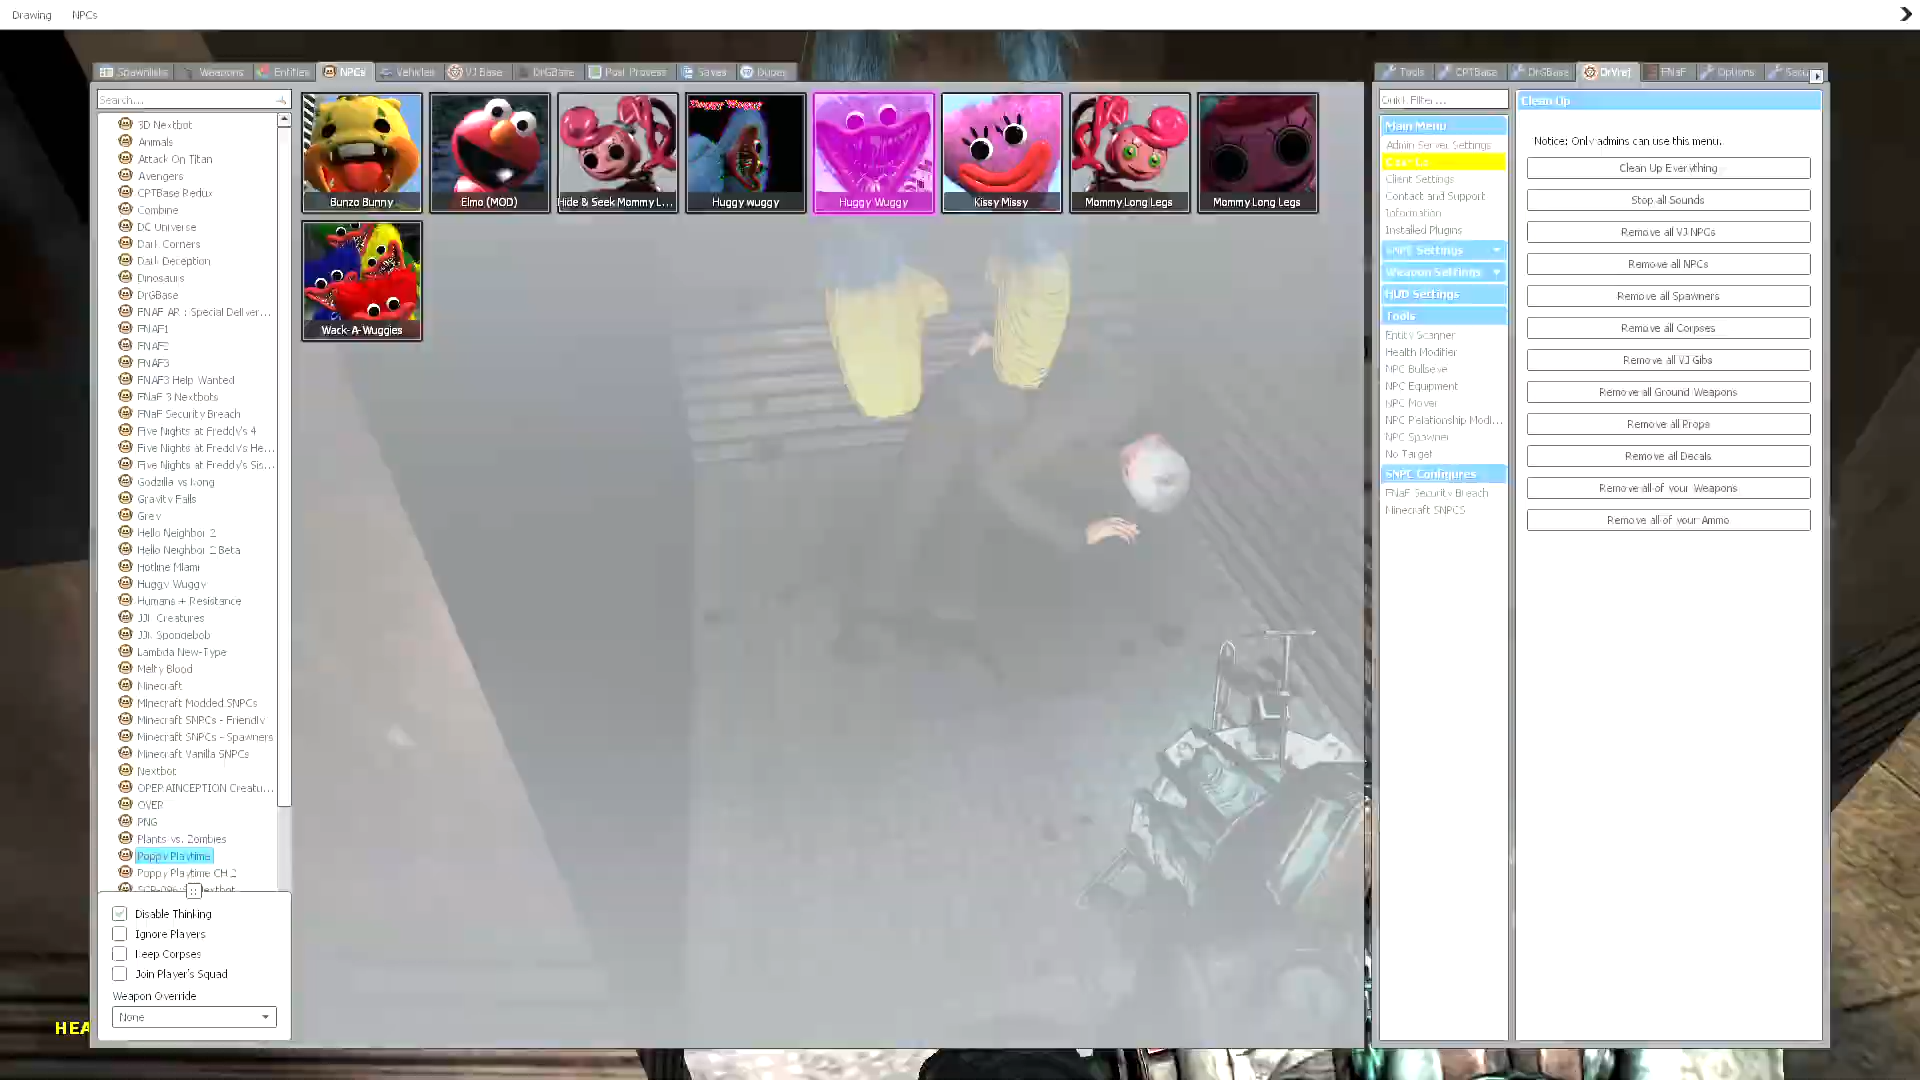 Drawing NPCs
Spawnlists Weapons Entities NPCs Vehicles VJ Base DrGBase Post Process Saves Dupes
Tools CPTBase DrGBase DrVrej FNaF Options
Search...
3D Nextbot
Animals
Attack On Titan
Avengers
CPTBase Redux
Combine
DC Universe
Dark Corners
Dark Deception
Dinosaurs
DrGBase
FNAF AR : Special Deliver...
FNAF1
FNAF2
FNAF3
FNAF3 Help Wanted
FNaF 3 Nextbots
FNaF Security Breach
Five Nights at Freddy's 4
Five Nights at Freddy's He...
Five Nights at Freddy's Sis...
Godzilla vs Kong
Gravity Falls
Grely
Hello Neighbor 2
Hello Neighbor 2 Beta
Hotline MIami
Huggy Wuggy
Humans + Resistance
JJK Creatures
JJK Spongebob
Lambda New-Type
Melty Blood
Minecraft
Minecraft Modded SNPCs
Minecraft SNPCs - Friendly
Minecraft SNPCs - Spawners
Minecraft Vanilla SNPCs
Nextbot
OPERAINCEPTION Creatu...
OVER
PNG
Plants vs. Zombies
Poppy Playtime
Poppy Playtime CH 2
Disable Thinking
Ignore Players
Keep Corpses
Join Player's Squad
Weapon Override
None
HEA
Bunzo Bunny
Elmo (MOD)
Hide & Seek Mommy L...
Huggy Wuggy
Huggy wuggy
Huggy Wuggy
Kissy Missy
Mommy Long Legs
Mommy Long Legs
Wack-A-Wuggies
Quick Filter...
Main Menu
Admin Server Settings
Clean Up
Client Settings
Contact and Support
Information
Installed Plugins
SNPC Settings
Weapon Settings
HUD Settings
Tools
Entity Scanner
Health Modifier
NPC Bullseye
NPC Equipment
NPC Mover
NPC Relationship Modi...
NPC Spawner
No Target
SNPC Configures
FNaF Security Breach
Minecraft SNPCS
Clean Up
Notice: Only admins can use this menu.
Clean Up Everything
Stop all Sounds
Remove all VJ NPCs
Remove all NPCs
Remove all Spawners
Remove all Corpses
Remove all VJ Gibs
Remove all Ground Weapons
Remove all Props
Remove all Decals
Remove all of your Weapons
Remove all of your Ammo